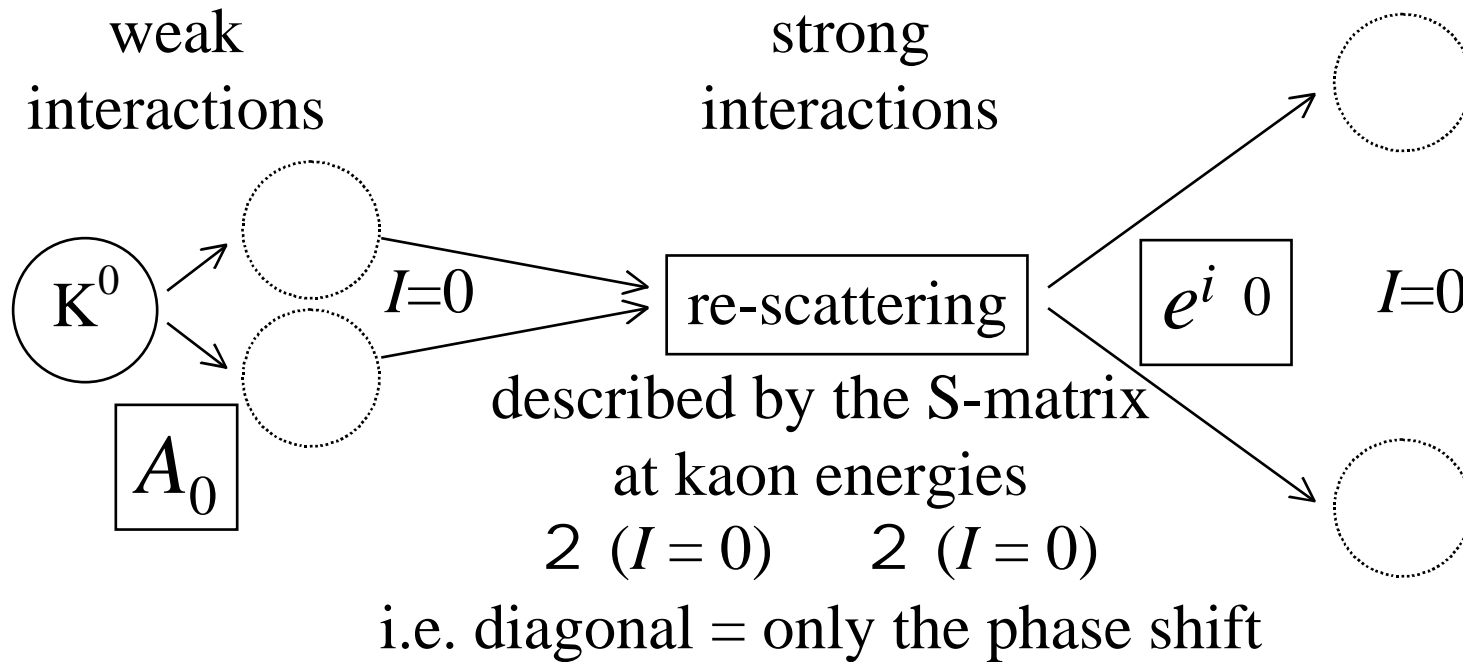 weak
interactions
strong
interactions
K⁰
I=0
A₀
re-scattering
eⁱ ₀
I=0
described by the S-matrix
at kaon energies
2 (I = 0) 2 (I = 0)
i.e. diagonal = only the phase shift